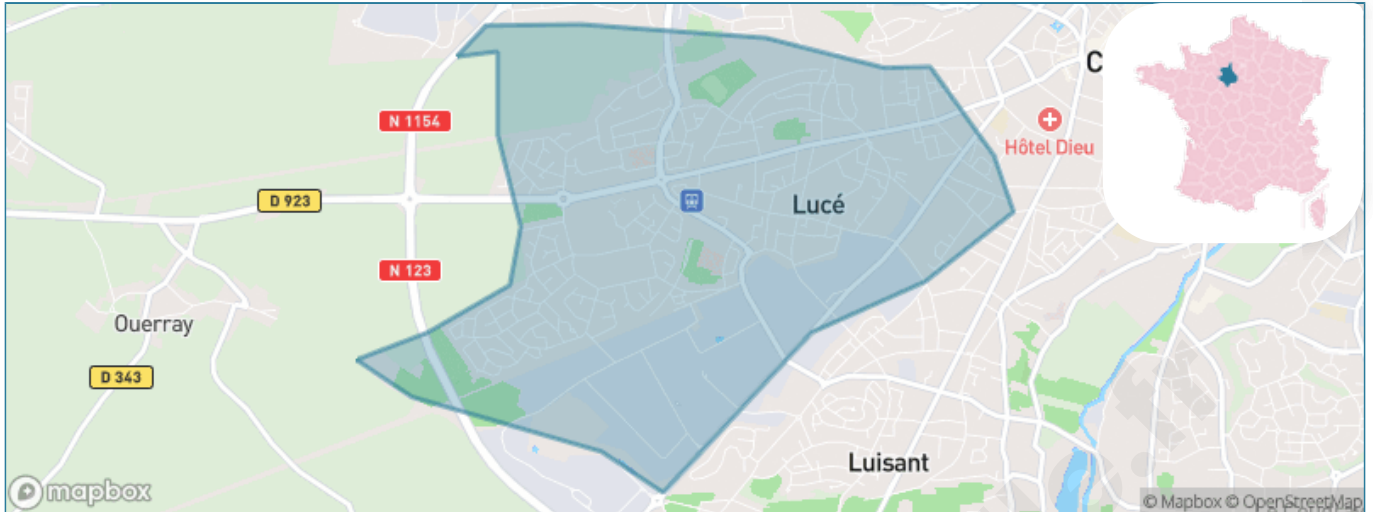 C
N 1154
Hôtel Dieu
D 923
Lucé
N 123
Ouerray
D 343
Luisant
mapbox
© Mapbox © OpenStreetMap